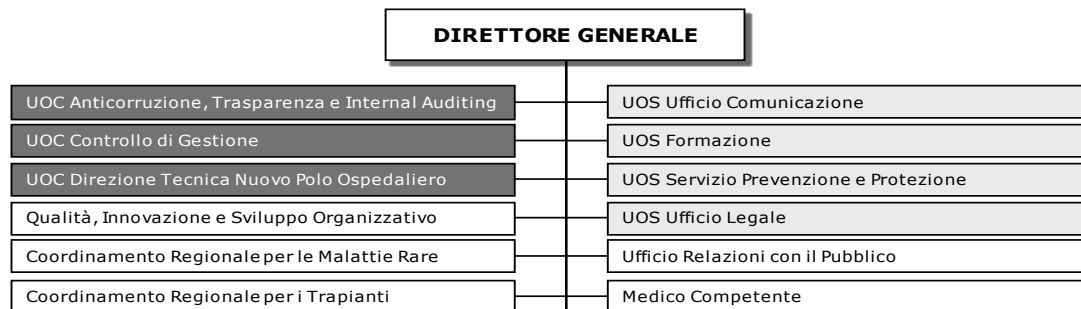 DIRETTORE GENERALE
UOC Anticorruzione, Trasparenza e Internal Auditing
UOS Ufficio Comunicazione
UOC Controllo di Gestione
UOS Formazione
UOC Direzione Tecnica Nuovo Polo Ospedaliero
UOS Servizio Prevenzione e Protezione
Qualità, Innovazione e Sviluppo Organizzativo
UOS Ufficio Legale
Coordinamento Regionale per le Malattie Rare
Ufficio Relazioni con il Pubblico
Coordinamento Regionale per i Trapianti
Medico Competente